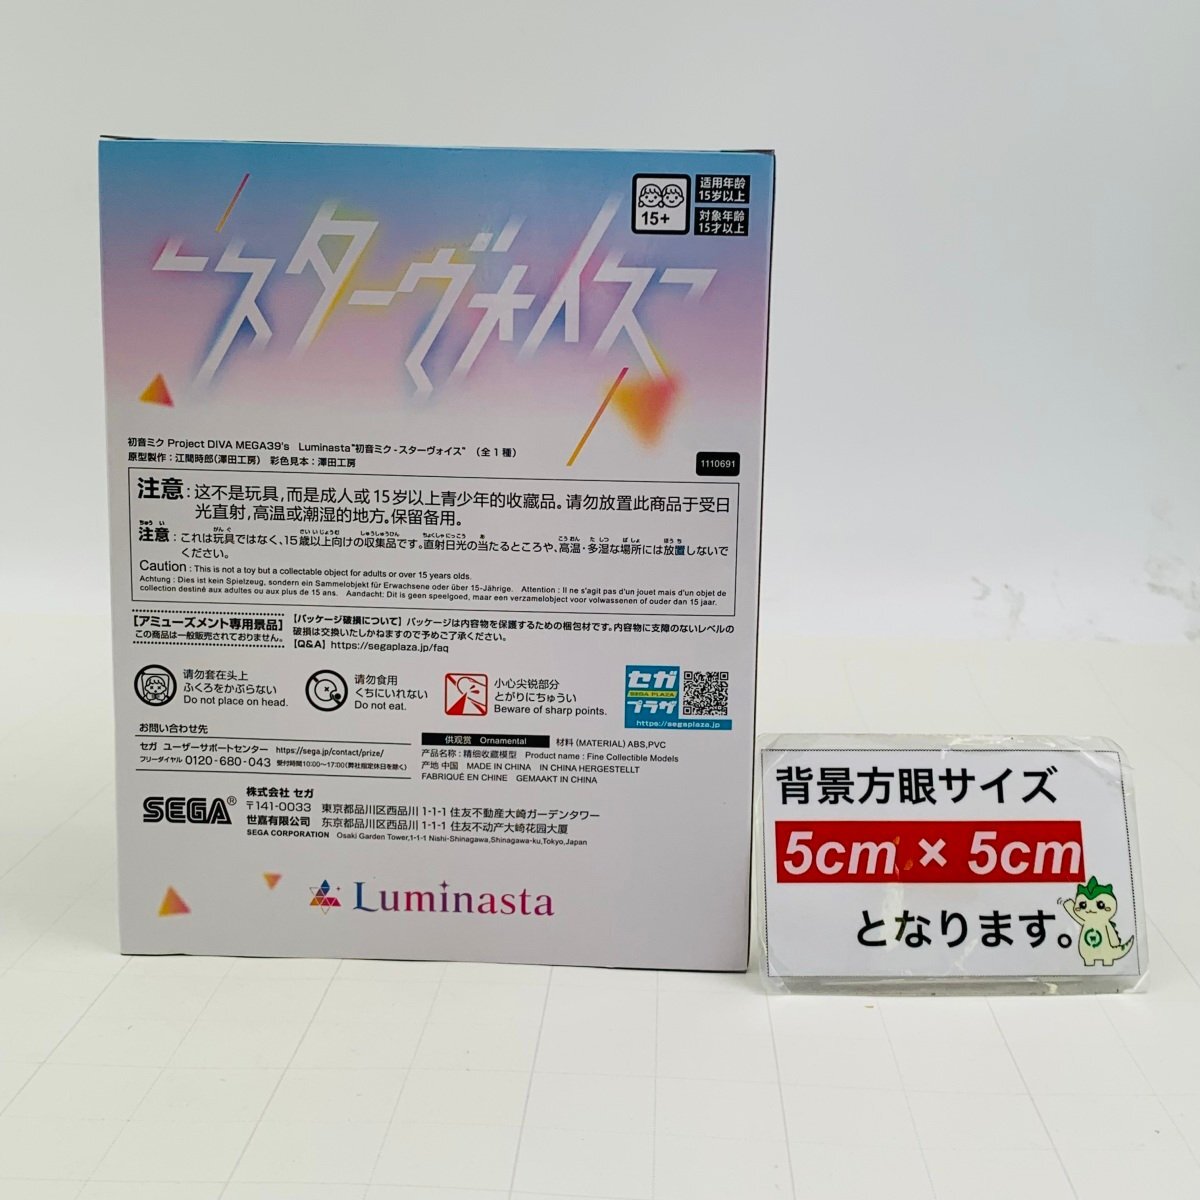 15+
适用年龄
15岁以上
対象年齢
15才以上
スターヴォイス
初音ミク Project DIVA MEGA39's Luminasta"初音ミク-スターヴォイス" (全1種)
原型製作：江間時郎(澤田工房) 彩色見本：澤田工房
1110691
注意：这不是玩具，而是成人或15岁以上青少年的收藏品。请勿放置此商品于受日
光直射，高温或潮湿的地方。保留备用。
注意：これは玩具ではなく、15歳以上向けの収集品です。直射日光の当たるところや、高温・多湿な場所には放置しないで
ください。
Caution : This is not a toy but a collectable object for adults or over 15 years olds.
Achtung : Dies ist kein Spielzeug, sondern ein Sammelobjekt für Erwachsene oder über 15-Jährige. Attention : Il ne s'agit pas d'un jouet mais d'un objet de
collection destiné aux adultes ou aux plus de 15 ans. Aandacht: Dit is geen speelgoed, maar een verzamelobject voor volwassenen of ouder dan 15 jaar.
【アミューズメント専用景品】
この商品は一般販売されておりません。
【パッケージ破損について】パッケージは内容物を保護するための梱包材です。内容物に支障のないレベルの
破損は交換いたしかねますので予めご了承ください。
【Q&A】https://segaplaza.jp/faq
请勿套在头上
ふくろをかぶらない
Do not place on head.
请勿食用
くちにいれない
Do not eat.
小心尖锐部分
とがりにちゅうい
Beware of sharp points.
セガ
SEGA PLAZA
プラザ
https://segaplaza.jp
お問い合わせ先
セガ ユーザーサポートセンター https://sega.jp/contact/prize/
フリーダイヤル 0120-680-043 受付時間10:00～17:00(弊社指定休日を除く)
供观赏 Ornamental 材料 (MATERIAL) ABS,PVC
产品名称：精细收藏模型 Product name : Fine Collectible Models
产地 中国 MADE IN CHINA IN CHINA HERGESTELLT
FABRIQUÉ EN CHINE GEMAAKT IN CHINA
SEGA®
株式会社 セガ
〒141-0033 東京都品川区西品川 1-1-1 住友不動産大崎ガーデンタワー
世嘉有限公司 东京都品川区西品川 1-1-1 住友不动产大崎花园大厦
SEGA CORPORATION Osaki Garden Tower,1-1-1 Nishi-Shinagawa,Shinagawa-ku,Tokyo,Japan
Luminasta
背景方眼サイズ
5cm × 5cm
となります。